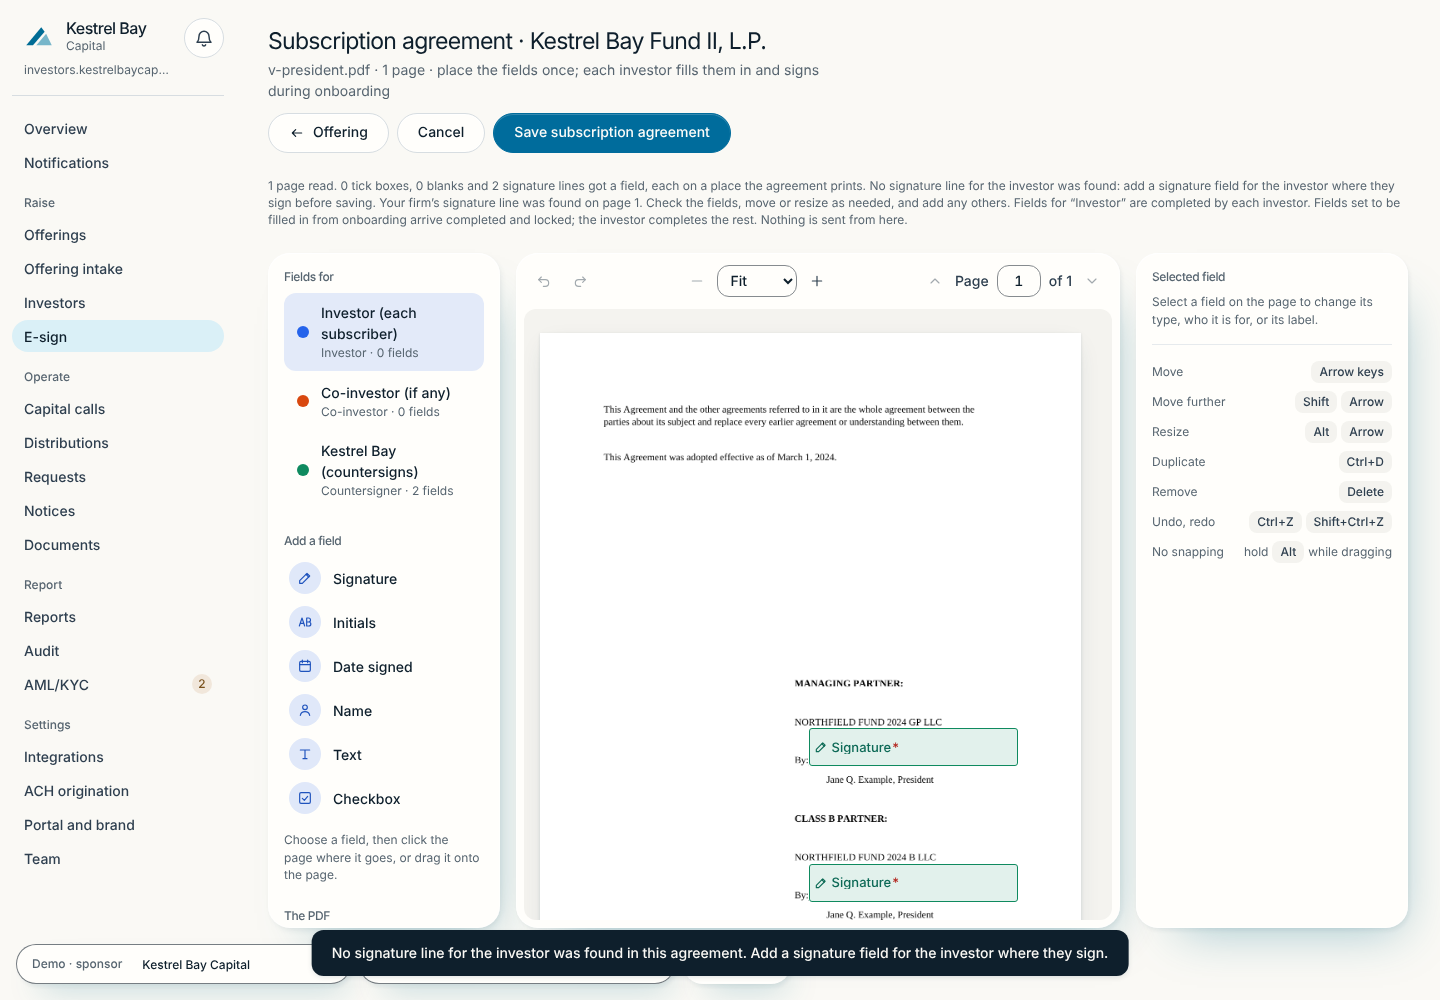 Kestrel Bay
Capital
investors.kestrelbaycap...
Overview
Notifications
Raise
Offerings
Offering intake
Investors
E-sign
Operate
Capital calls
Distributions
Requests
Notices
Documents
Report
Reports
Audit
AML/KYC 2
Settings
Integrations
ACH origination
Portal and brand
Team
Demo · sponsor Kestrel Bay Capital
Subscription agreement · Kestrel Bay Fund II, L.P.
v-president.pdf · 1 page · place the fields once; each investor fills them in and signs
during onboarding
← Offering Cancel Save subscription agreement
1 page read. 0 tick boxes, 0 blanks and 2 signature lines got a field, each on a place the agreement prints. No signature line for the investor was found: add a signature field for the investor where they
sign before saving. Your firm's signature line was found on page 1. Check the fields, move or resize as needed, and add any others. Fields for “Investor” are completed by each investor. Fields set to be
filled in from onboarding arrive completed and locked; the investor completes the rest. Nothing is sent from here.
Fields for
Investor (each
subscriber)
Investor · 0 fields
Co-investor (if any)
Co-investor · 0 fields
Kestrel Bay
(countersigns)
Countersigner · 2 fields
Add a field
Signature
AB Initials
Date signed
Name
Text
Checkbox
Choose a field, then click the
page where it goes, or drag it onto
the page.
The PDF
− Fit + Page 1 of 1
This Agreement and the other agreements referred to in it are the whole agreement between the
parties about its subject and replace every earlier agreement or understanding between them.
This Agreement was adopted effective as of March 1, 2024.
MANAGING PARTNER:
NORTHFIELD FUND 2024 GP LLC
By: Signature*
Jane Q. Example, President
CLASS B PARTNER:
NORTHFIELD FUND 2024 B LLC
By: Signature*
Jane Q. Example, President
Selected field
Select a field on the page to change its
type, who it is for, or its label.
Move Arrow keys
Move further Shift Arrow
Resize Alt Arrow
Duplicate Ctrl+D
Remove Delete
Undo, redo Ctrl+Z Shift+Ctrl+Z
No snapping hold Alt while dragging
No signature line for the investor was found in this agreement. Add a signature field for the investor where they sign.